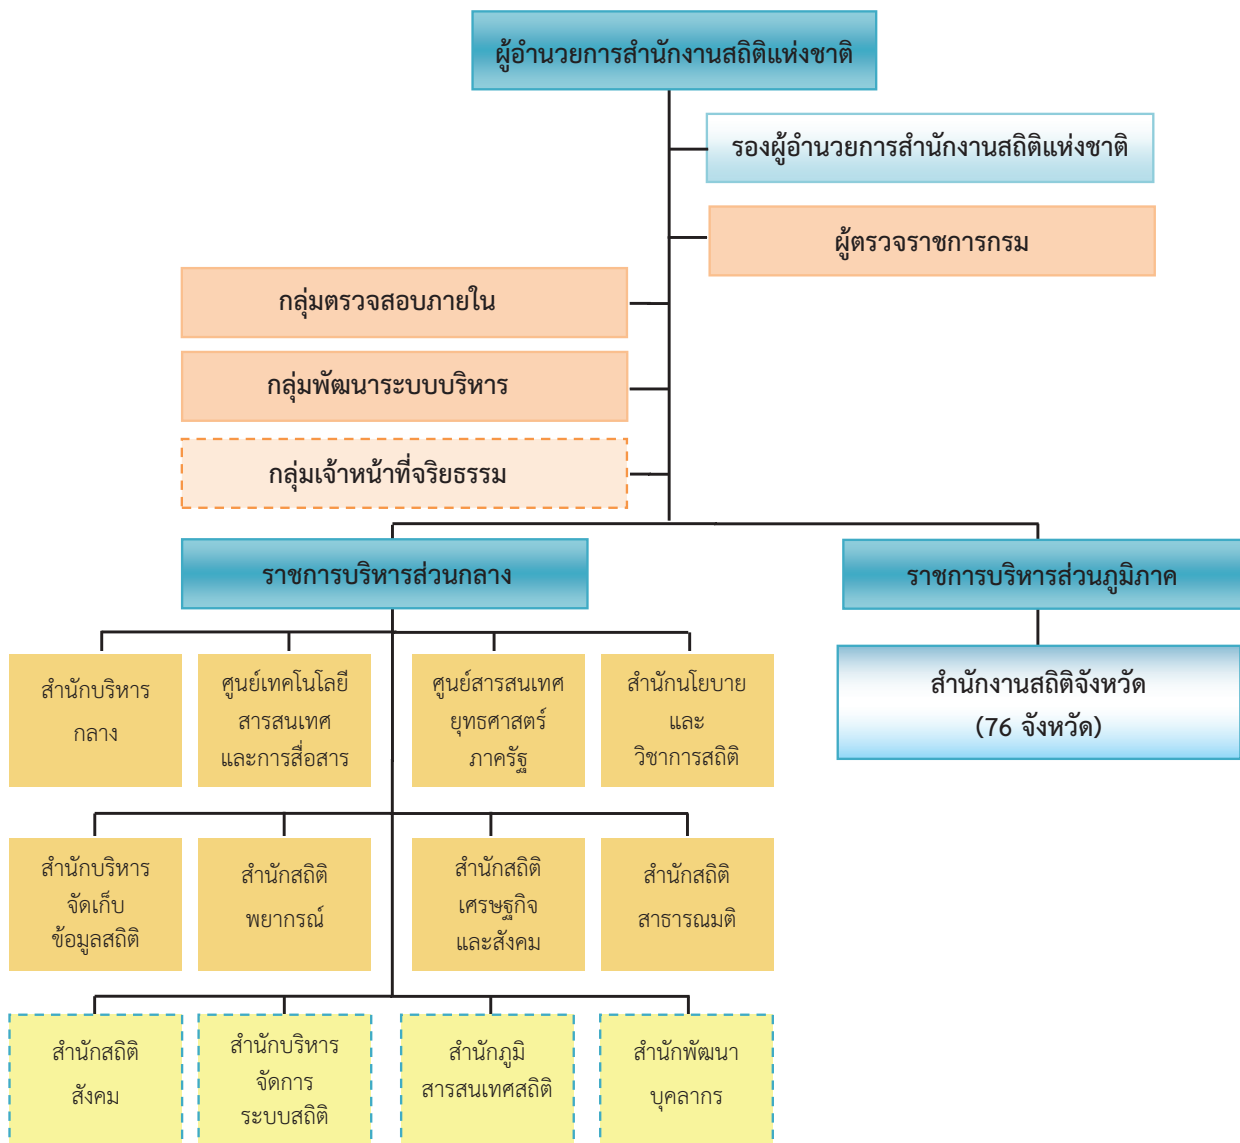 ผู้อำนวยการสำนักงานสถิติแห่งชาติ
รองผู้อำนวยการสำนักงานสถิติแห่งชาติ
ผู้ตรวจราชการกรม
กลุ่มตรวจสอบภายใน
กลุ่มพัฒนาระบบบริหาร
กลุ่มเจ้าหน้าที่จริยธรรม
ราชการบริหารส่วนกลาง
ราชการบริหารส่วนภูมิภาค
สำนักบริหาร
กลาง
ศูนย์เทคโนโลยี
สารสนเทศ
และการสื่อสาร
ศูนย์สารสนเทศ
ยุทธศาสตร์
ภาครัฐ
สำนักนโยบาย
และ
วิชาการสถิติ
สำนักงานสถิติจังหวัด
(76 จังหวัด)
สำนักบริหาร
จัดเก็บ
ข้อมูลสถิติ
สำนักสถิติ
พยากรณ์
สำนักสถิติ
เศรษฐกิจ
และสังคม
สำนักสถิติ
สาธารณมติ
สำนักสถิติ
สังคม
สำนักบริหาร
จัดการ
ระบบสถิติ
สำนักภูมิ
สารสนเทศสถิติ
สำนักพัฒนา
บุคลากร